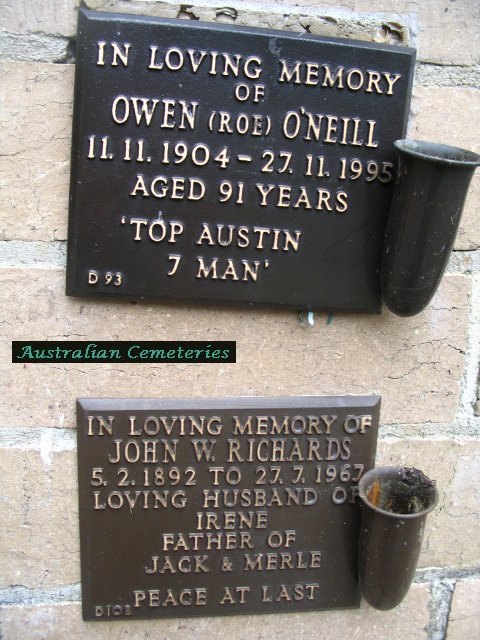 IN LOVING MEMORY
OF
OWEN (ROE) O'NEILL
11. 11. 1904 – 27. 11. 1995
AGED 91 YEARS
'TOP AUSTIN
7 MAN'
D 93
Australian Cemeteries
IN LOVING MEMORY OF
JOHN W. RICHARDS
5. 2. 1892 TO 27. 7. 1967
LOVING HUSBAND OF
IRENE
FATHER OF
JACK & MERLE
PEACE AT LAST
D108